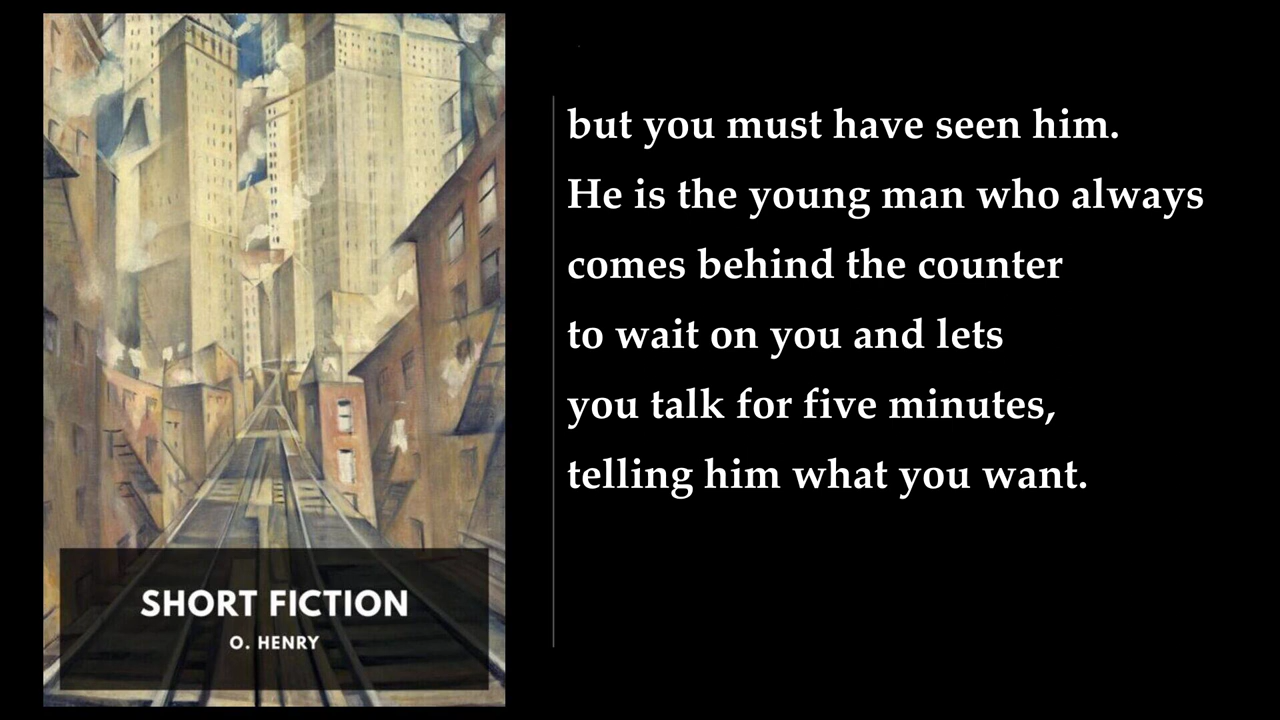 SHORT FICTION
O. HENRY
but you must have seen him.
He is the young man who always
comes behind the counter
to wait on you and lets
you talk for five minutes,
telling him what you want.